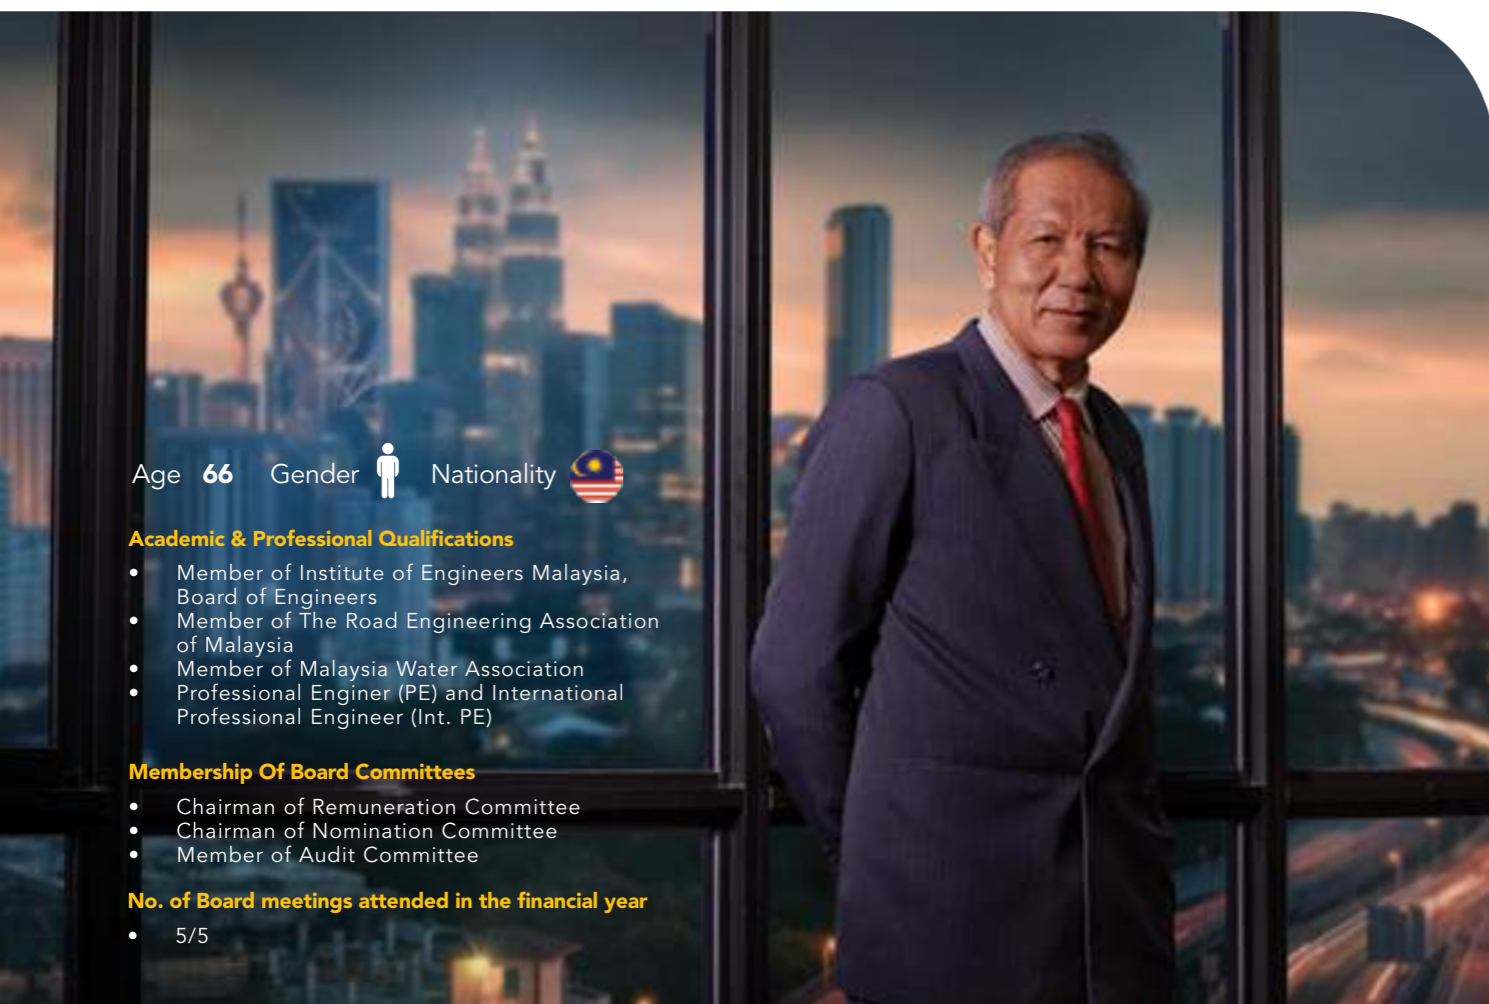 Age 66 Gender Nationality
Academic & Professional Qualifications
• Member of Institute of Engineers Malaysia,
Board of Engineers
• Member of The Road Engineering Association
of Malaysia
• Member of Malaysia Water Association
• Professional Enginer (PE) and International
Professional Engineer (Int. PE)
Membership Of Board Committees
• Chairman of Remuneration Committee
• Chairman of Nomination Committee
• Member of Audit Committee
No. of Board meetings attended in the financial year
• 5/5